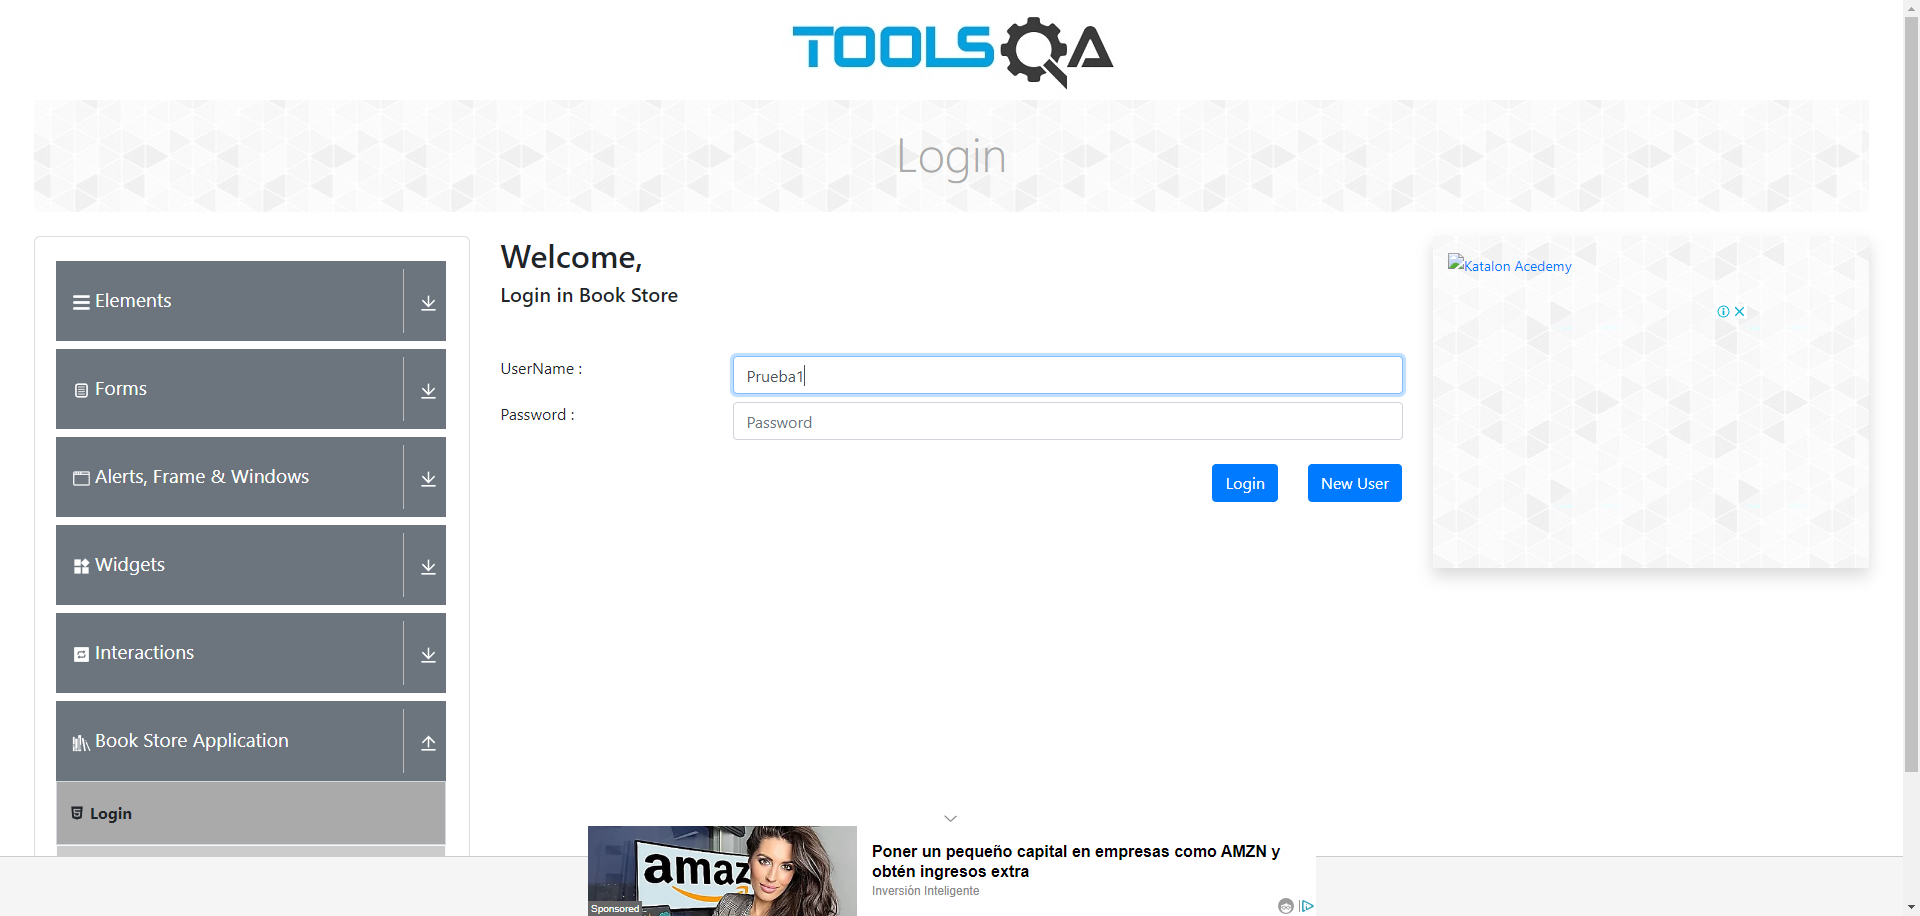 TOOLSQA
Login
Elements
Forms
Alerts, Frame & Windows
Widgets
Interactions
Book Store Application
Login
Welcome,
Login in Book Store
UserName :
Prueba1
Password :
Password
Login
New User
Katalon Acedemy
amaz
Sponsored
Poner un pequeño capital en empresas como AMZN y
obtén ingresos extra
Inversión Inteligente